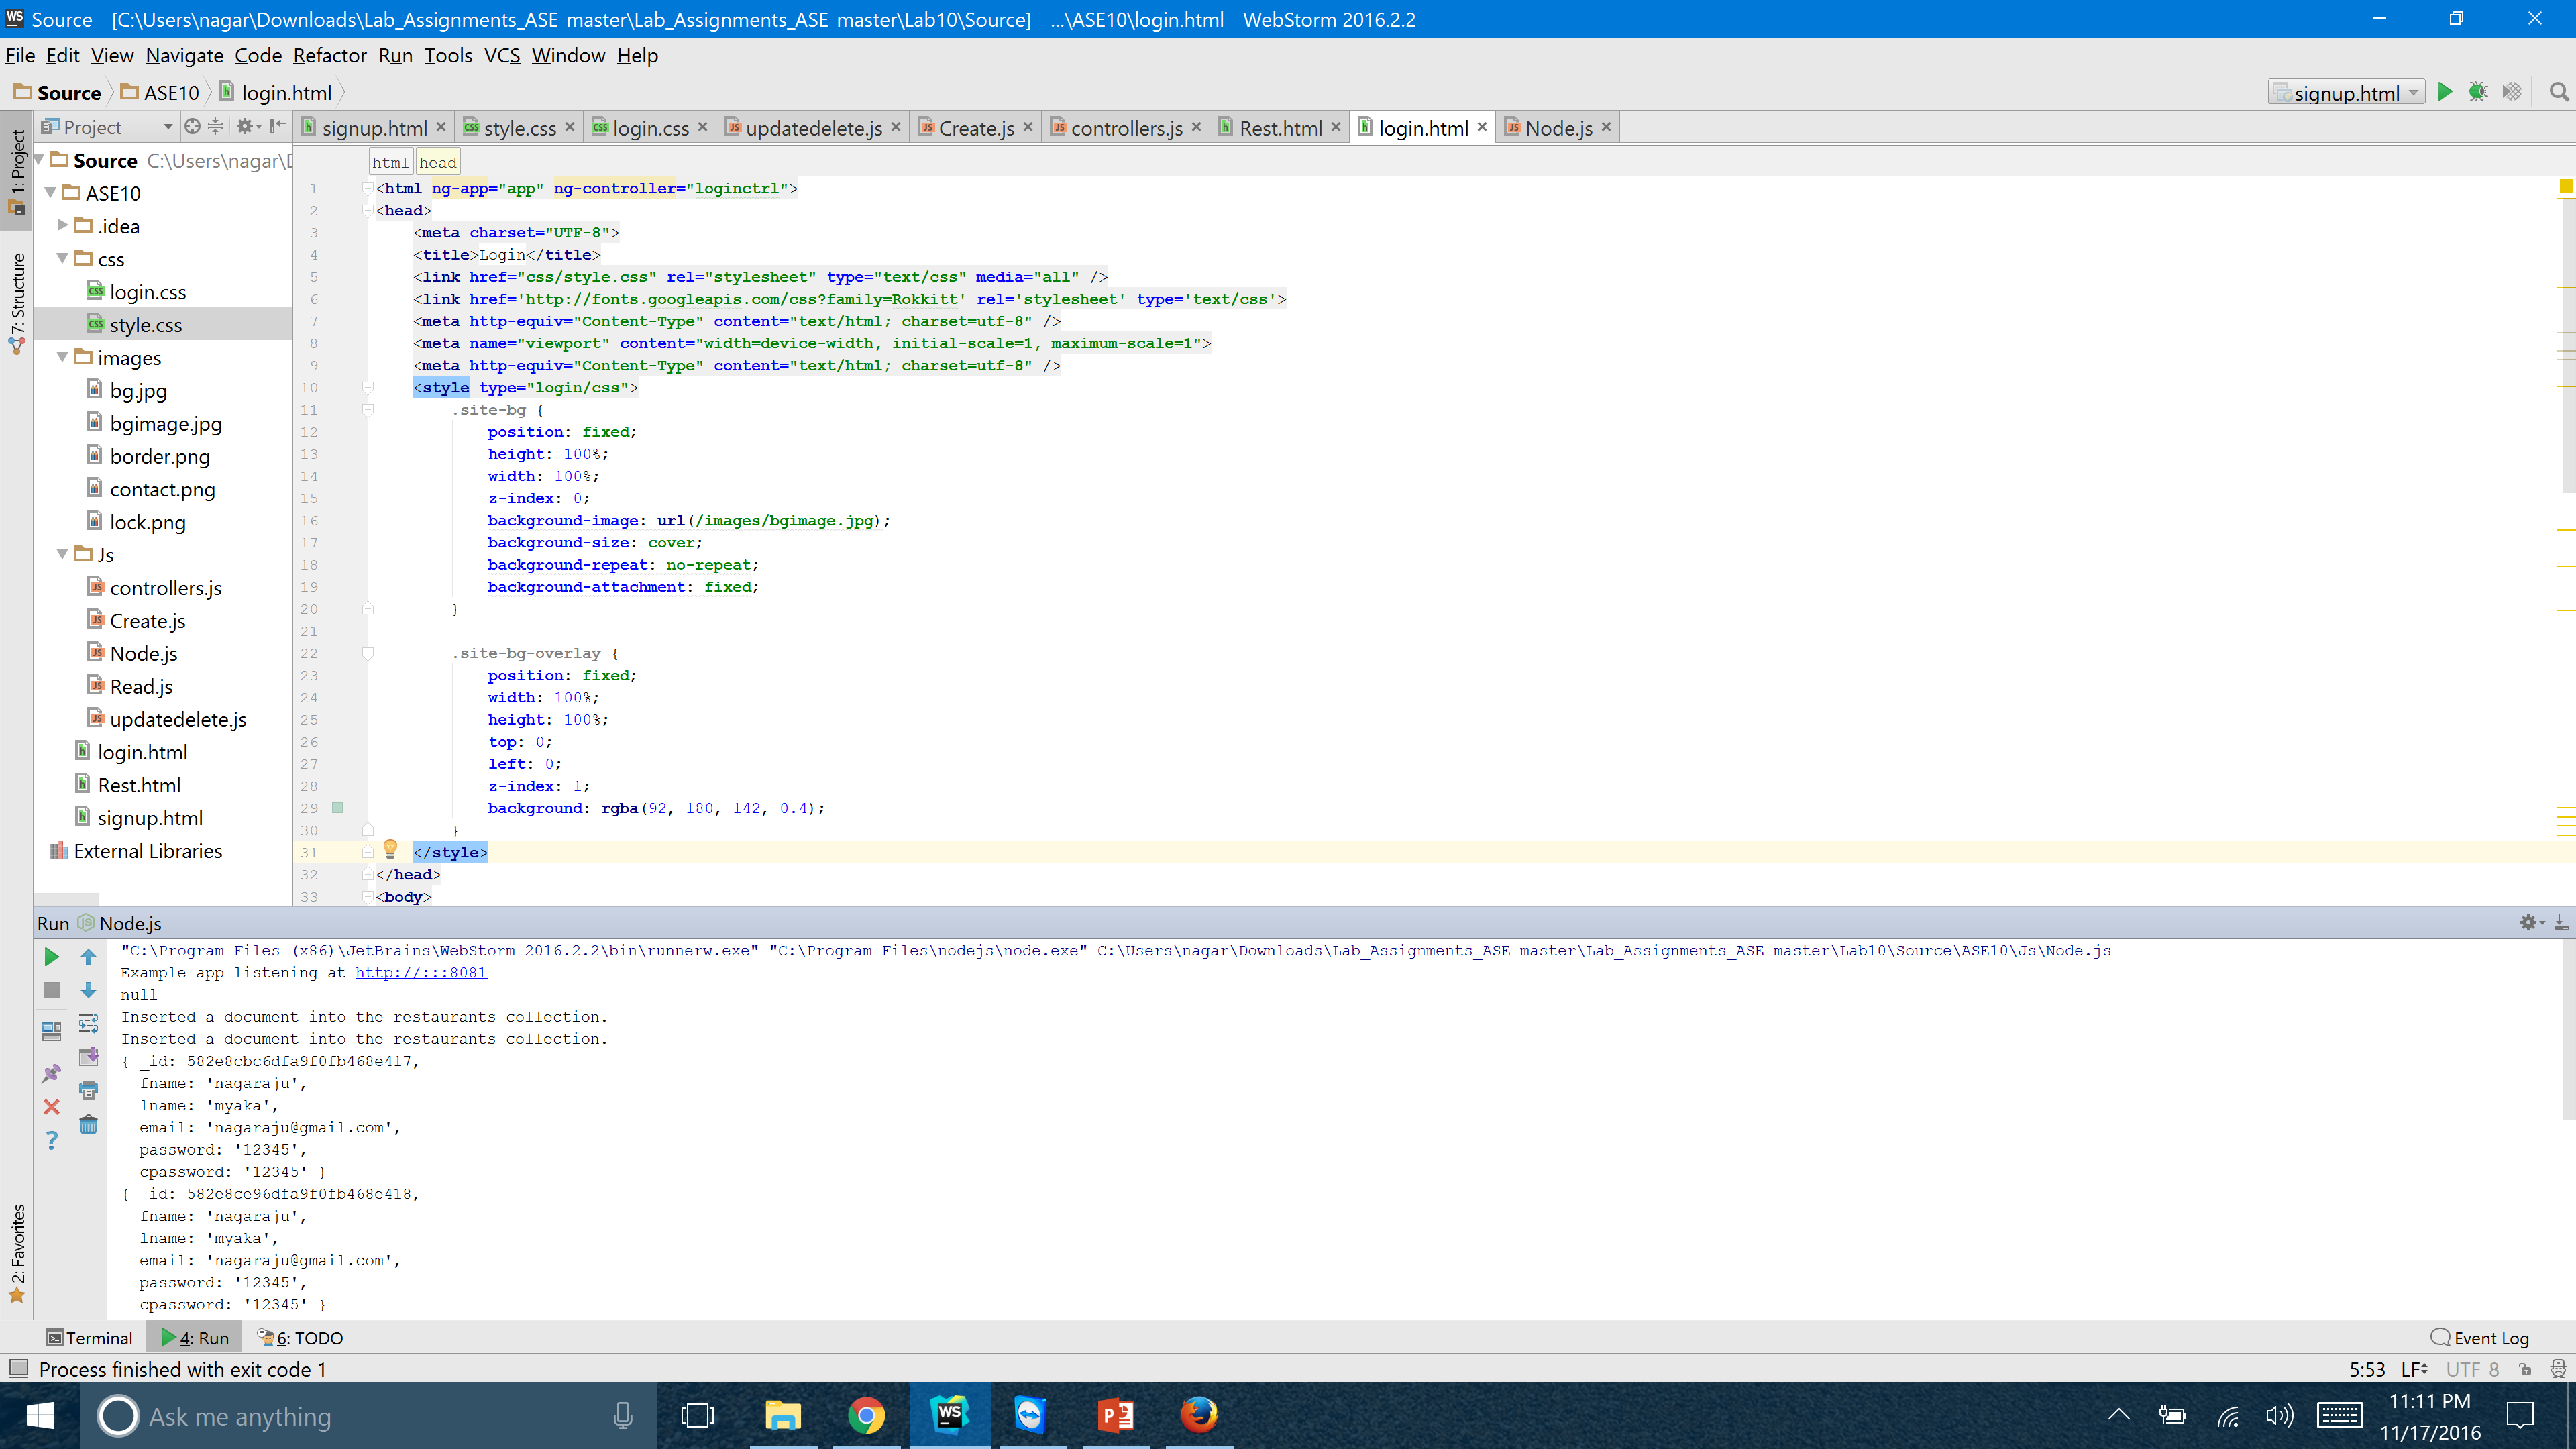 WS Source - [C:\Users\nagar\Downloads\Lab_Assignments_ASE-master\Lab_Assignments_ASE-master\Lab10\Source] - ...\ASE10\login.html - WebStorm 2016.2.2
File Edit View Navigate Code Refactor Run Tools VCS Window Help
Source ASE10 login.html signup.html
Project signup.html style.css login.css updatedelete.js Create.js controllers.js Rest.html login.html Node.js
1: Project
7: Structure
2: Favorites
Source C:\Users\nagar\
ASE10
.idea
css
login.css
style.css
images
bg.jpg
bgimage.jpg
border.png
contact.png
lock.png
Js
controllers.js
Create.js
Node.js
Read.js
updatedelete.js
login.html
Rest.html
signup.html
External Libraries
html head
1 <html ng-app="app" ng-controller="loginctrl">
2 <head>
3 <meta charset="UTF-8">
4 <title>Login</title>
5 <link href="css/style.css" rel="stylesheet" type="text/css" media="all" />
6 <link href='http://fonts.googleapis.com/css?family=Rokkitt' rel='stylesheet' type='text/css'>
7 <meta http-equiv="Content-Type" content="text/html; charset=utf-8" />
8 <meta name="viewport" content="width=device-width, initial-scale=1, maximum-scale=1">
9 <meta http-equiv="Content-Type" content="text/html; charset=utf-8" />
10 <style type="login/css">
11 .site-bg {
12 position: fixed;
13 height: 100%;
14 width: 100%;
15 z-index: 0;
16 background-image: url(/images/bgimage.jpg);
17 background-size: cover;
18 background-repeat: no-repeat;
19 background-attachment: fixed;
20 }
21
22 .site-bg-overlay {
23 position: fixed;
24 width: 100%;
25 height: 100%;
26 top: 0;
27 left: 0;
28 z-index: 1;
29 background: rgba(92, 180, 142, 0.4);
30 }
31 </style>
32 </head>
33 <body>
Run Node.js
"C:\Program Files (x86)\JetBrains\WebStorm 2016.2.2\bin\runnerw.exe" "C:\Program Files\nodejs\node.exe" C:\Users\nagar\Downloads\Lab_Assignments_ASE-master\Lab_Assignments_ASE-master\Lab10\Source\ASE10\Js\Node.js
Example app listening at http://:::8081
null
Inserted a document into the restaurants collection.
Inserted a document into the restaurants collection.
{ _id: 582e8cbc6dfa9f0fb468e417,
fname: 'nagaraju',
lname: 'myaka',
email: 'nagaraju@gmail.com',
password: '12345',
cpassword: '12345' }
{ _id: 582e8ce96dfa9f0fb468e418,
fname: 'nagaraju',
lname: 'myaka',
email: 'nagaraju@gmail.com',
password: '12345',
cpassword: '12345' }
Terminal 4: Run 6: TODO Event Log
Process finished with exit code 1 5:53 LF UTF-8
Ask me anything
11:11 PM
11/17/2016